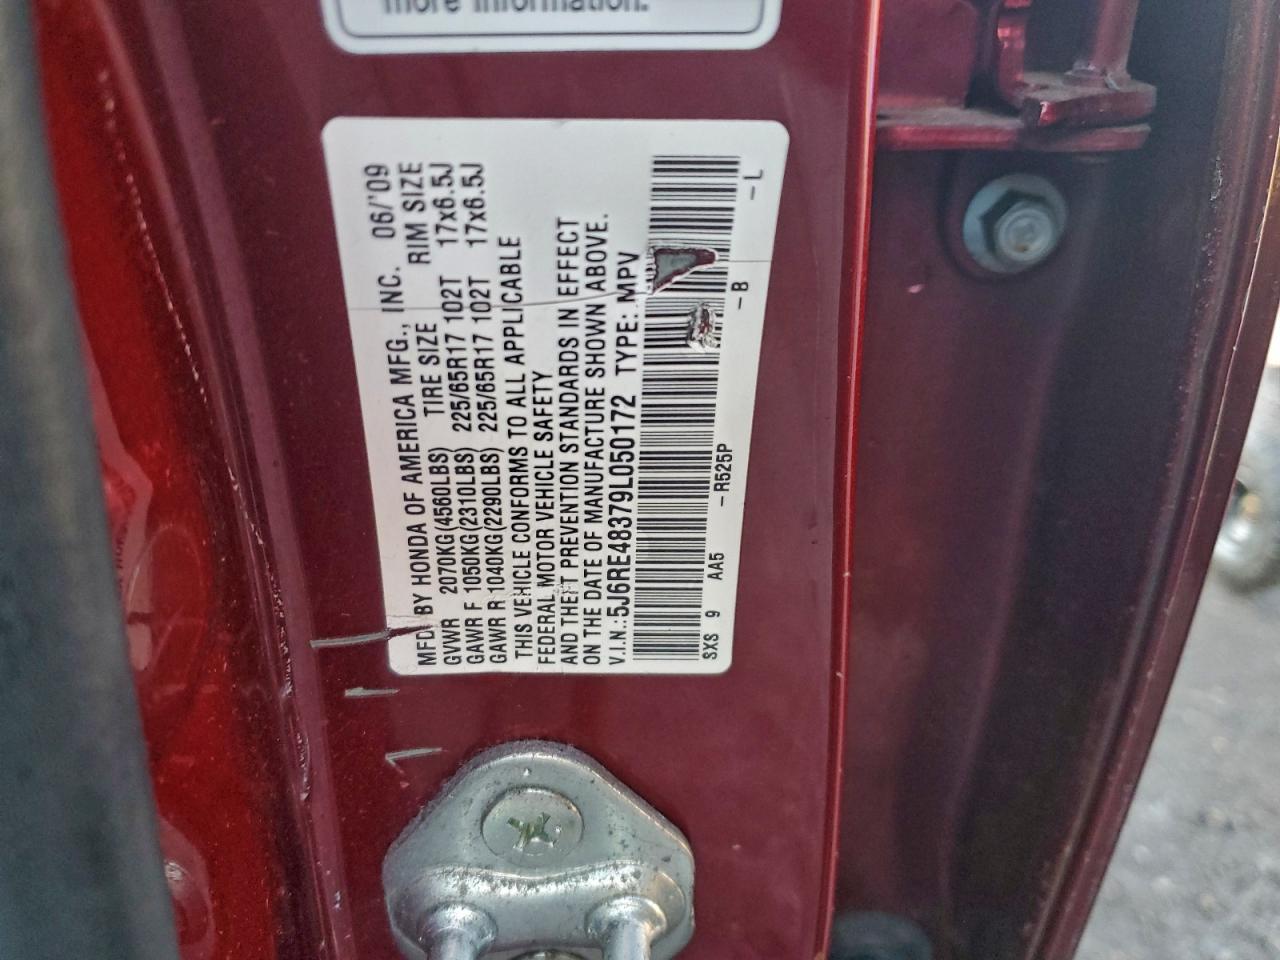 more information.
MFD. BY HONDA OF AMERICA MFG., INC. 06/'09
GVWR 2070KG(4560LBS) TIRE SIZE RIM SIZE
GAWR F 1050KG(2310LBS) 225/65R17 102T 17x6.5J
GAWR R 1040KG(2290LBS) 225/65R17 102T 17x6.5J
THIS VEHICLE CONFORMS TO ALL APPLICABLE
FEDERAL MOTOR VEHICLE SAFETY
AND THEFT PREVENTION STANDARDS IN EFFECT
ON THE DATE OF MANUFACTURE SHOWN ABOVE.
V.I.N.: 5J6RE48379L050172 TYPE: MPV
SXS 9 AA5 -R525P -B -L